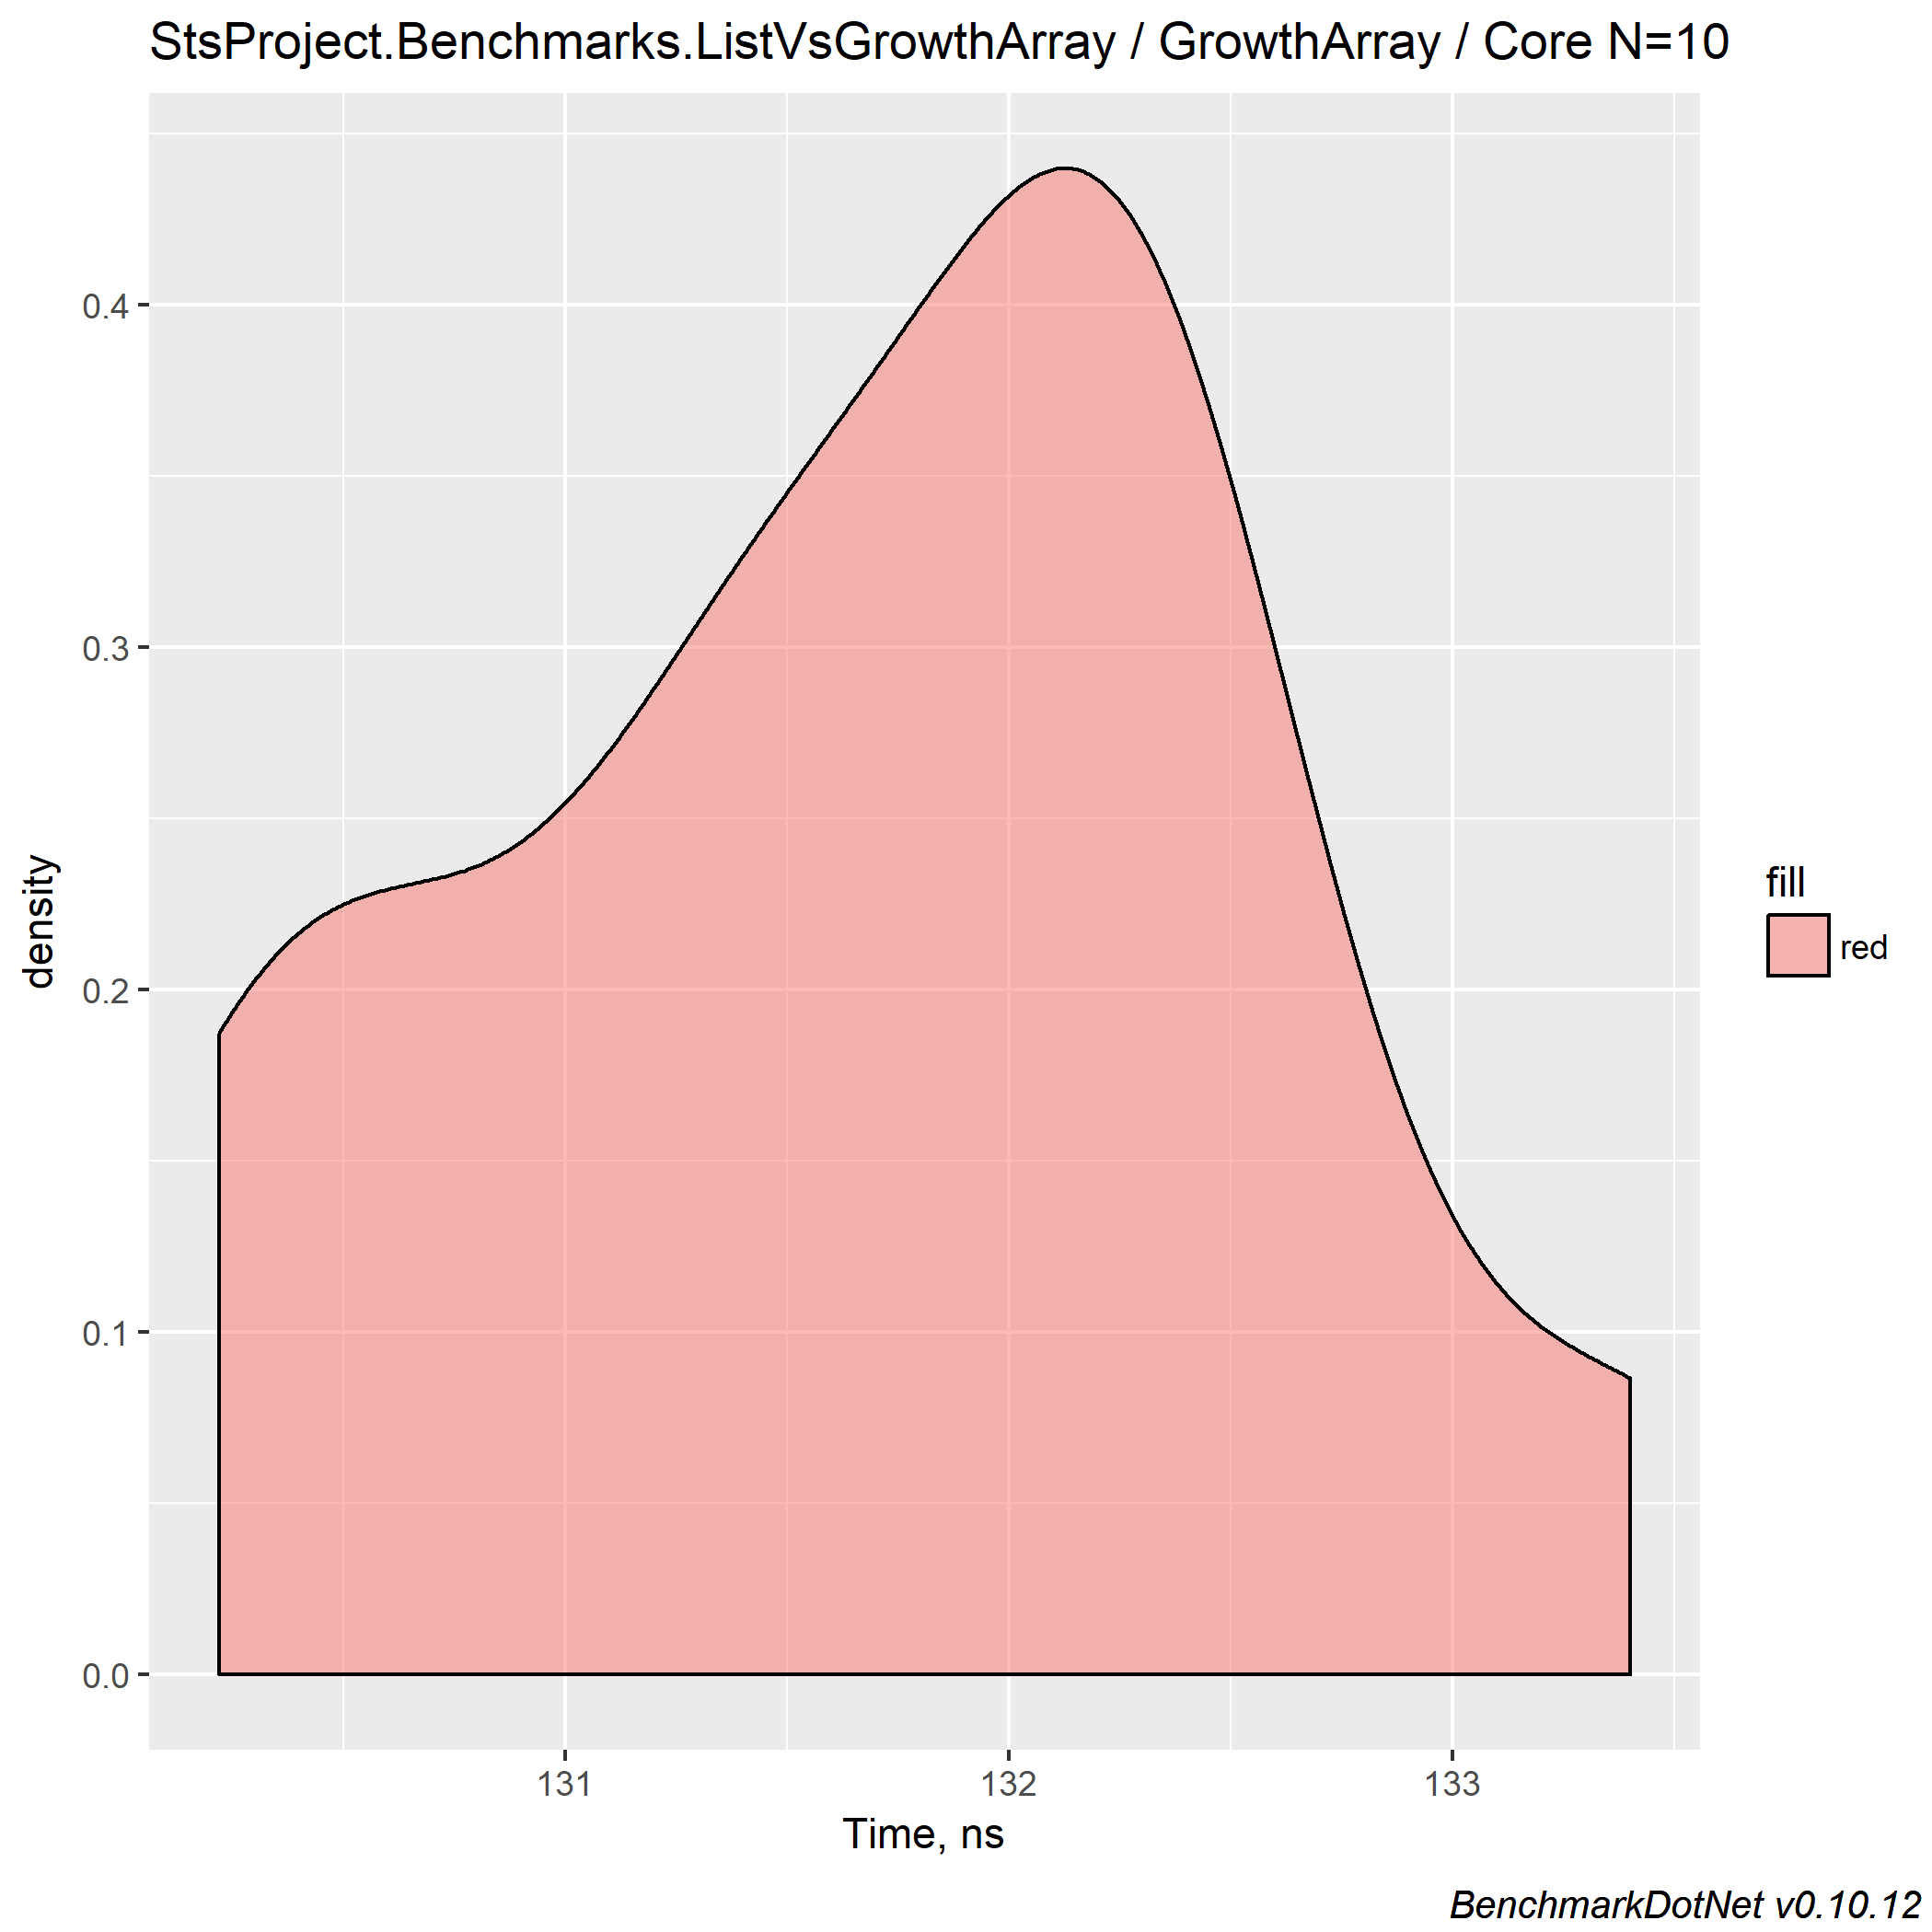 StsProject.Benchmarks.ListVsGrowthArray / GrowthArray / Core N=10
density
0.4
0.3
0.2
0.1
0.0
131 132 133
Time, ns
fill
red
BenchmarkDotNet v0.10.12